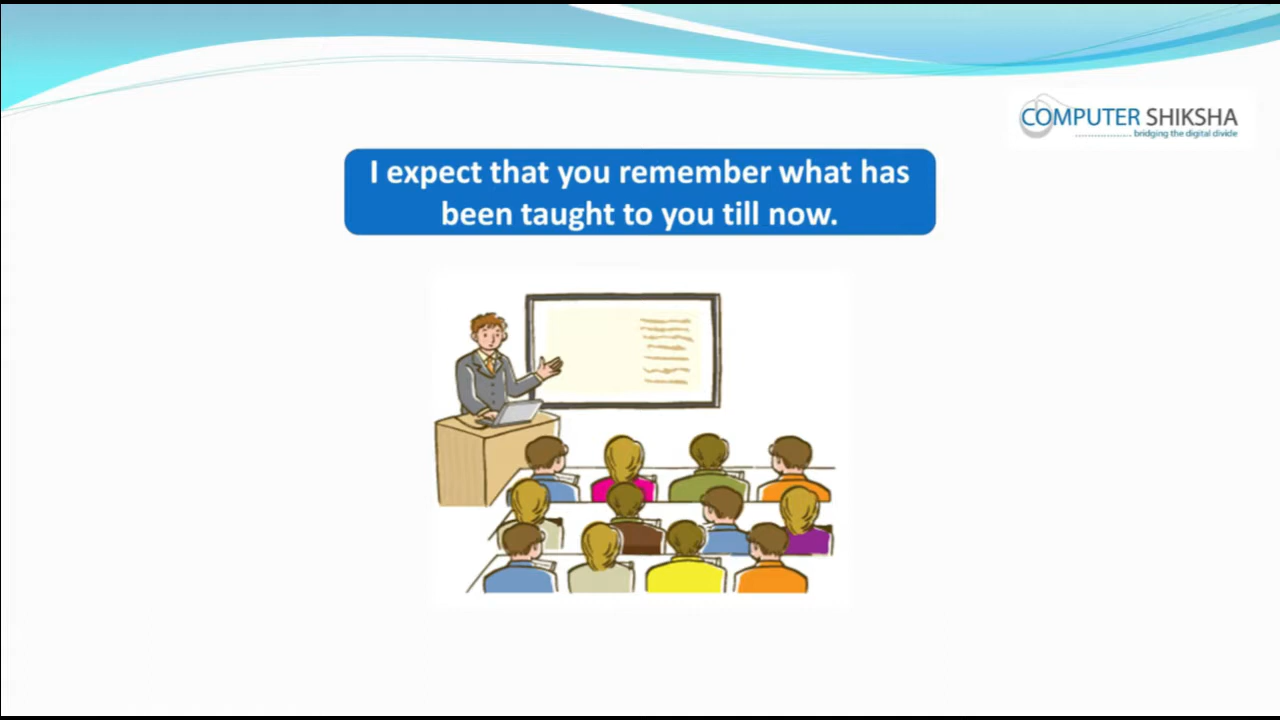 COMPUTER SHIKSHA
bridging the digital divide
I expect that you remember what has
been taught to you till now.